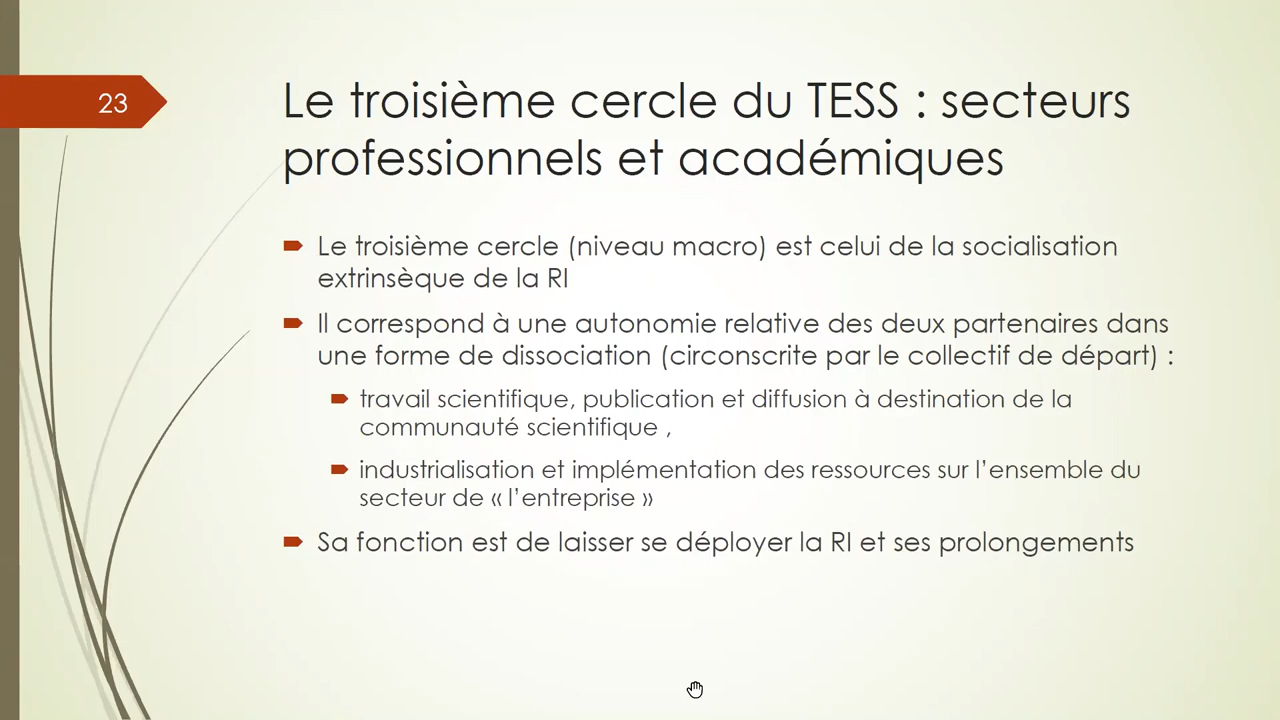 23
Le troisième cercle du TESS : secteurs
professionnels et académiques
Le troisième cercle (niveau macro) est celui de la socialisation
extrinsèque de la RI
Il correspond à une autonomie relative des deux partenaires dans
une forme de dissociation (circonscrite par le collectif de départ) :
travail scientifique, publication et diffusion à destination de la
communauté scientifique ,
industrialisation et implémentation des ressources sur l’ensemble du
secteur de « l’entreprise »
Sa fonction est de laisser se déployer la RI et ses prolongements